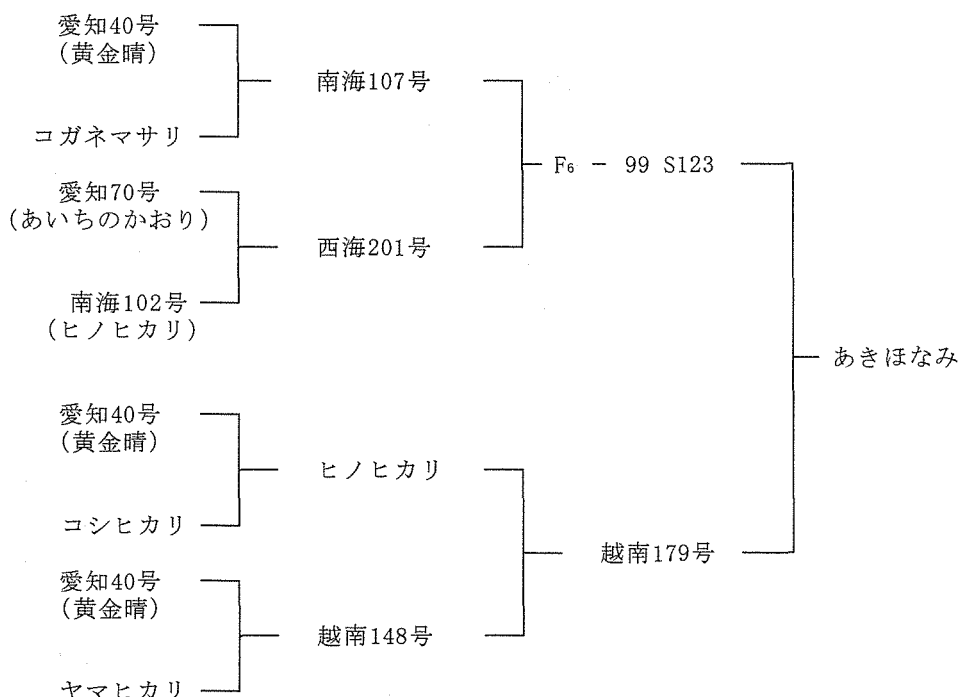 愛知40号
(黄金晴)
南海107号
コガネマサリ
F₆ － 99 S123
愛知70号
(あいちのかおり)
西海201号
南海102号
(ヒノヒカリ)
あきほなみ
愛知40号
(黄金晴)
ヒノヒカリ
コシヒカリ
越南179号
愛知40号
(黄金晴)
越南148号
ヤマヒカリ